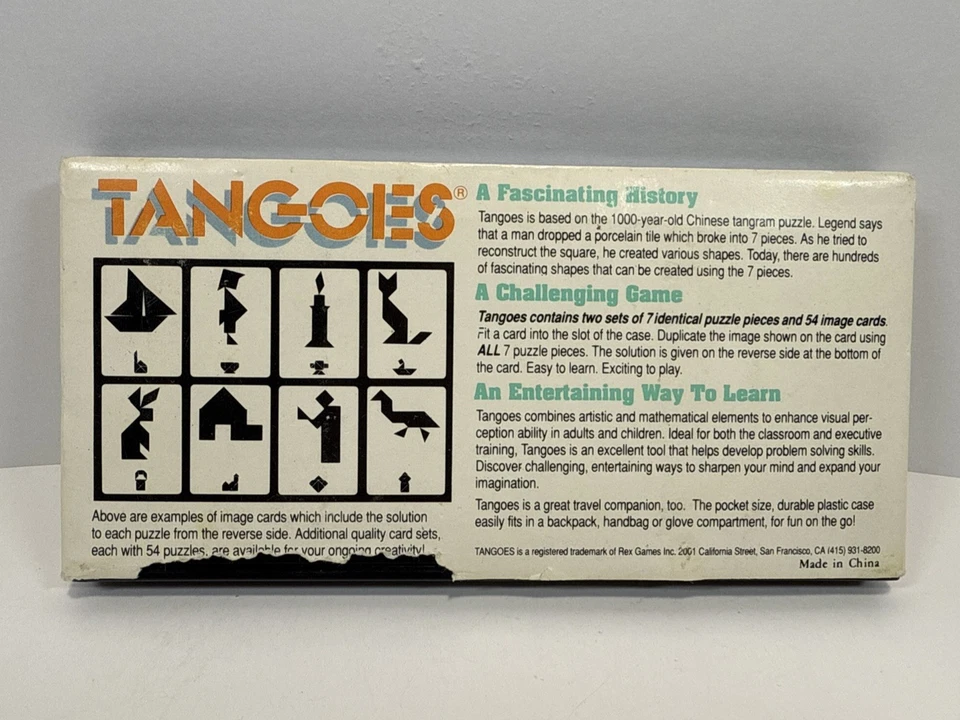 TANGOES®
Above are examples of image cards which include the solution
to each puzzle from the reverse side. Additional quality card sets,
each with 54 puzzles, are available for your ongoing creativity!
A Fascinating History
Tangoes is based on the 1000-year-old Chinese tangram puzzle. Legend says
that a man dropped a porcelain tile which broke into 7 pieces. As he tried to
reconstruct the square, he created various shapes. Today, there are hundreds
of fascinating shapes that can be created using the 7 pieces.
A Challenging Game
Tangoes contains two sets of 7 identical puzzle pieces and 54 image cards.
Fit a card into the slot of the case. Duplicate the image shown on the card using
ALL 7 puzzle pieces. The solution is given on the reverse side at the bottom of
the card. Easy to learn. Exciting to play.
An Entertaining Way To Learn
Tangoes combines artistic and mathematical elements to enhance visual per-
ception ability in adults and children. Ideal for both the classroom and executive
training, Tangoes is an excellent tool that helps develop problem solving skills.
Discover challenging, entertaining ways to sharpen your mind and expand your
imagination.
Tangoes is a great travel companion, too. The pocket size, durable plastic case
easily fits in a backpack, handbag or glove compartment, for fun on the go!
TANGOES is a registered trademark of Rex Games Inc. 2001 California Street, San Francisco, CA (415) 931-8200
Made in China